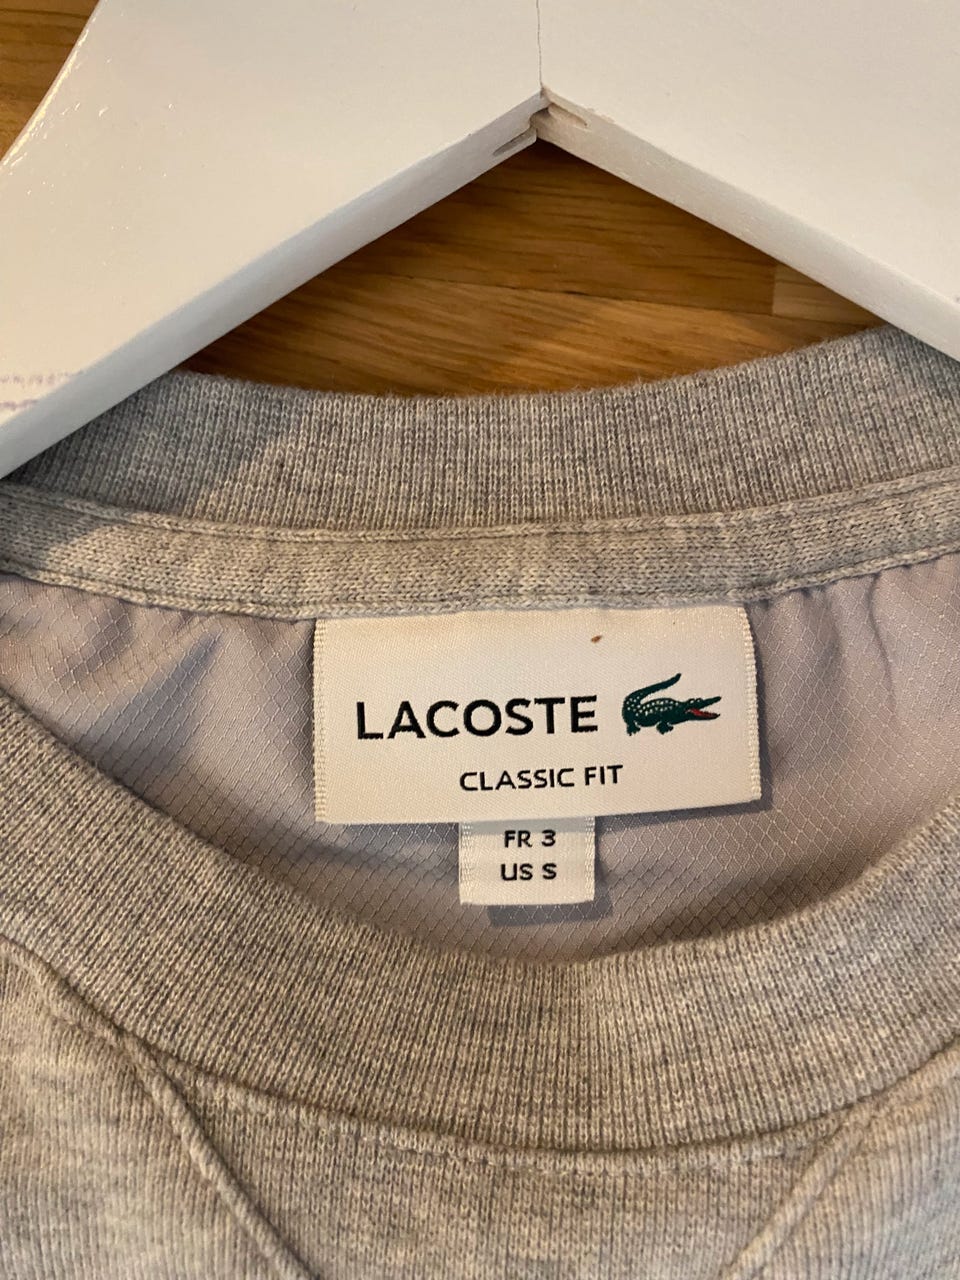 LACOSTE
CLASSIC FIT
FR 3
US S